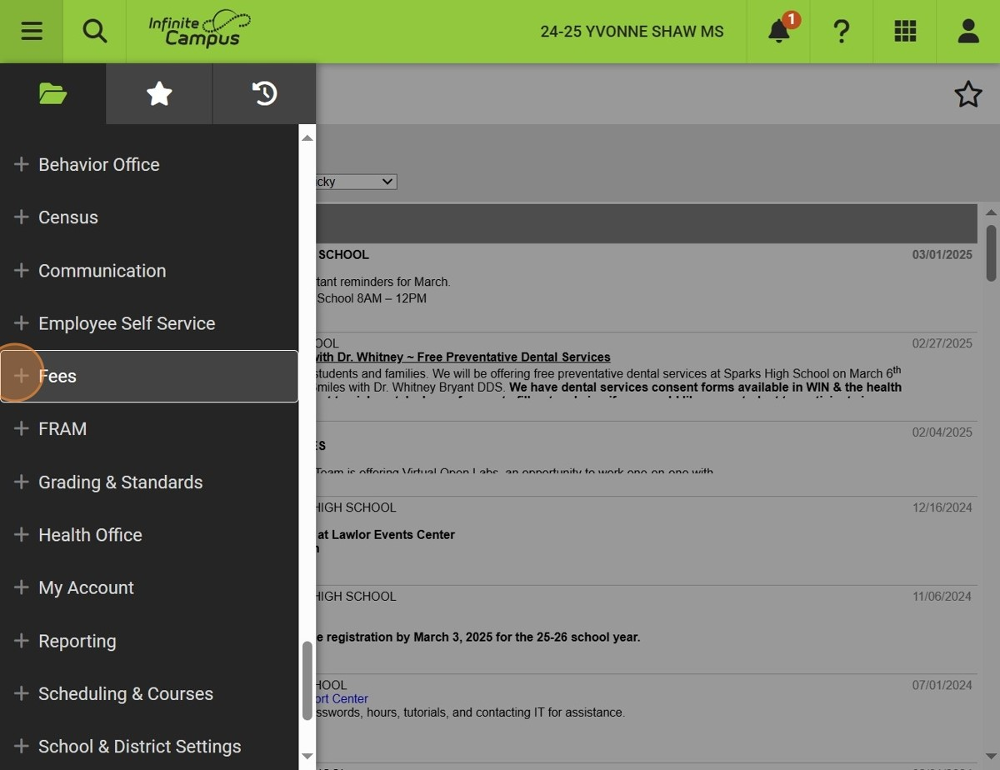 Infinite Campus
24-25 YVONNE SHAW MS
1
Behavior Office
Census
Communication
Employee Self Service
Fees
FRAM
Grading & Standards
Health Office
My Account
Reporting
Scheduling & Courses
School & District Settings
cky
SCHOOL 03/01/2025
tant reminders for March.
School 8AM – 12PM
OOL 02/27/2025
with Dr. Whitney ~ Free Preventative Dental Services
students and families. We will be offering free preventative dental services at Sparks High School on March 6th
Smiles with Dr. Whitney Bryant DDS. We have dental services consent forms available in WIN & the health
02/04/2025
ES
Team is offering Virtual Open Labs, an opportunity to work one-on-one with
HIGH SCHOOL 12/16/2024
at Lawlor Events Center
HIGH SCHOOL 11/06/2024
e registration by March 3, 2025 for the 25-26 school year.
HOOL 07/01/2024
ort Center
sswords, hours, tutorials, and contacting IT for assistance.